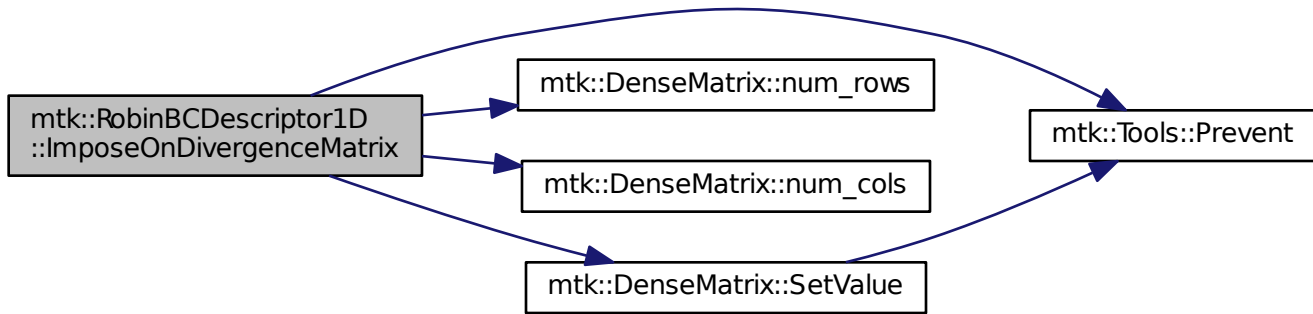 mtk::RobinBCDescriptor1D
::ImposeOnDivergenceMatrix
mtk::DenseMatrix::num_rows
mtk::DenseMatrix::num_cols
mtk::DenseMatrix::SetValue
mtk::Tools::Prevent